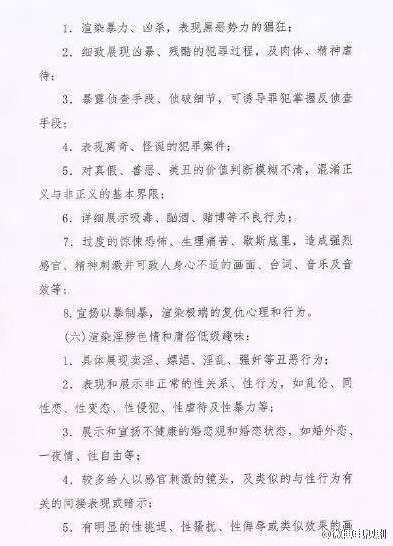 1. 渲染暴力、凶杀，表现黑恶势力的猖狂；
2. 细致展现凶暴、残酷的犯罪过程，及肉体、精神虐
待；
3. 暴露侦查手段、侦破细节，可诱导罪犯掌握反侦查
手段；
4. 表现离奇、怪诞的犯罪案件；
5. 对真假、善恶、美丑的价值判断模糊不清，混淆正
义与非正义的基本界限；
6. 详细展示吸毒、酗酒、赌博等不良行为；
7. 过度的惊悚恐怖、生理痛苦、歇斯底里，造成强烈
感官、精神刺激并可致人身心不适的画面、台词、音乐及音
效等；
8.宣扬以暴制暴，渲染极端的复仇心理和行为。
(六)渲染淫秽色情和庸俗低级趣味：
1. 具体展现卖淫、嫖娼、淫乱、强奸等丑恶行为；
2. 表现和展示非正常的性关系、性行为，如乱伦、同
性恋、性变态、性侵犯、性虐待及性暴力等；
3. 展示和宣扬不健康的婚恋观和婚恋状态，如婚外恋、
一夜情、性自由等；
4. 较多给人以感官刺激的镜头，及类似的与性行为有
关的间接表现或暗示；
5. 有明显的性挑逗、性骚扰、性侮辱或类似效果的画